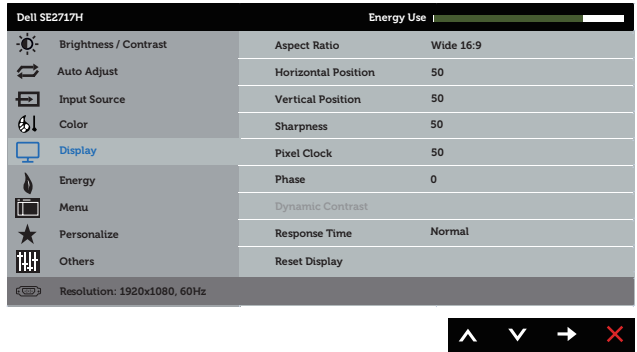 Dell SE2717H Energy Use
Brightness / Contrast Aspect Ratio Wide 16:9
Auto Adjust Horizontal Position 50
Input Source Vertical Position 50
Color Sharpness 50
Display Pixel Clock 50
Energy Phase 0
Menu Dynamic Contrast
Personalize Response Time Normal
Others Reset Display
Resolution: 1920x1080, 60Hz